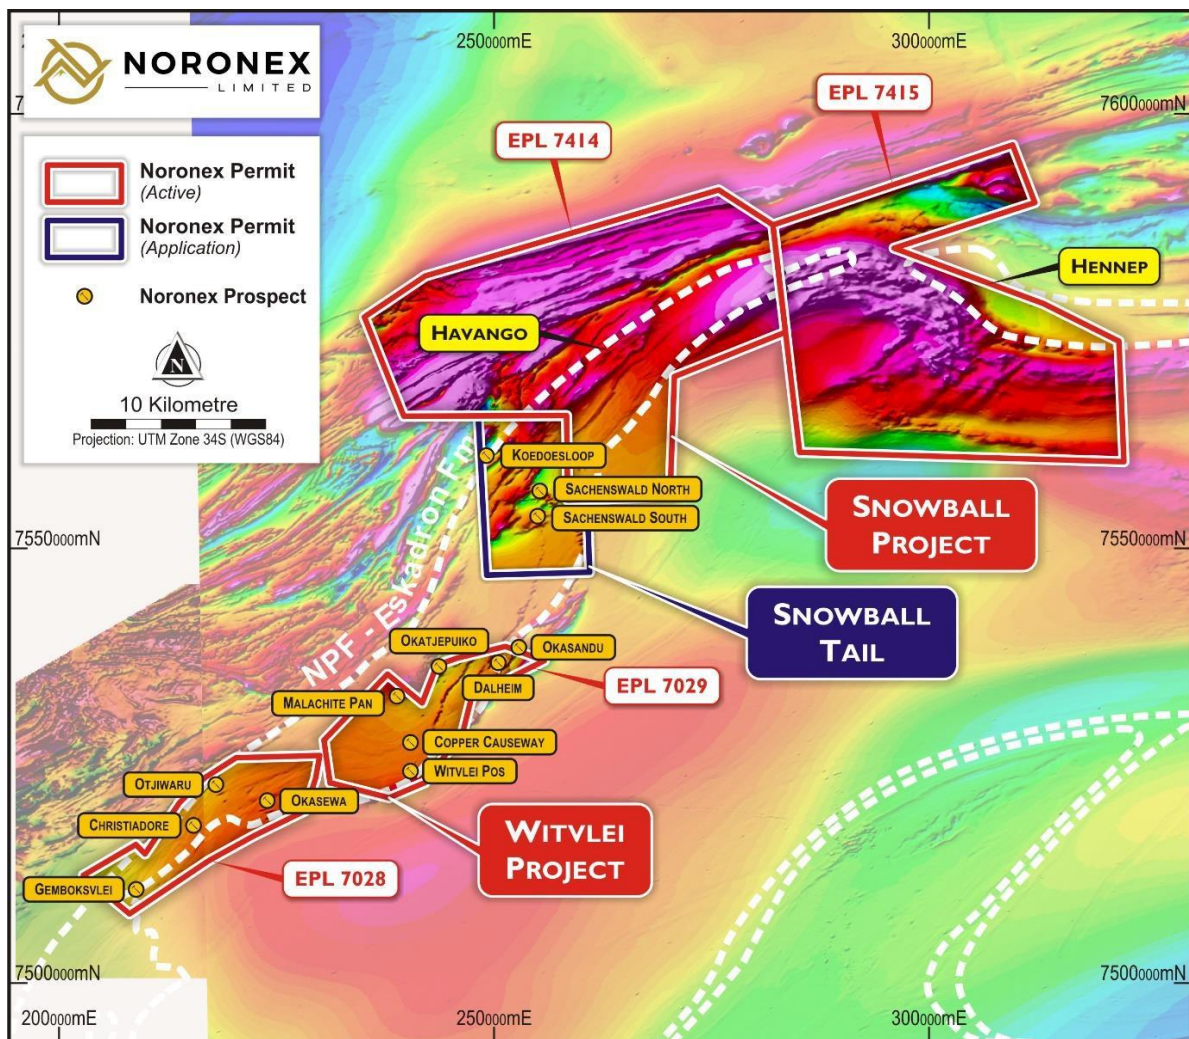 250000mE
300000mE
NORONEX
LIMITED
7600000mN
EPL 7415
EPL 7414
Noronex Permit
(Active)
Noronex Permit
(Application)
Noronex Prospect
N
10 Kilometre
Projection: UTM Zone 34S (WGS84)
HENNEP
HAVANGO
KOEDOESLOOP
SACHENSWALD NORTH
SACHENSWALD SOUTH
SNOWBALL
PROJECT
7550000mN
7550000mN
NPF - Eskadron Fm
SNOWBALL
TAIL
OKATJEPUIKO
OKASANDU
DALHEIM
EPL 7029
MALACHITE PAN
COPPER CAUSEWAY
WITVLEI POS
OTJIWARU
OKASEWA
CHRISTIADORE
WITVLEI
PROJECT
EPL 7028
GEMBOKSVLEI
7500000mN
7500000mN
200000mE
250000mE
300000mE